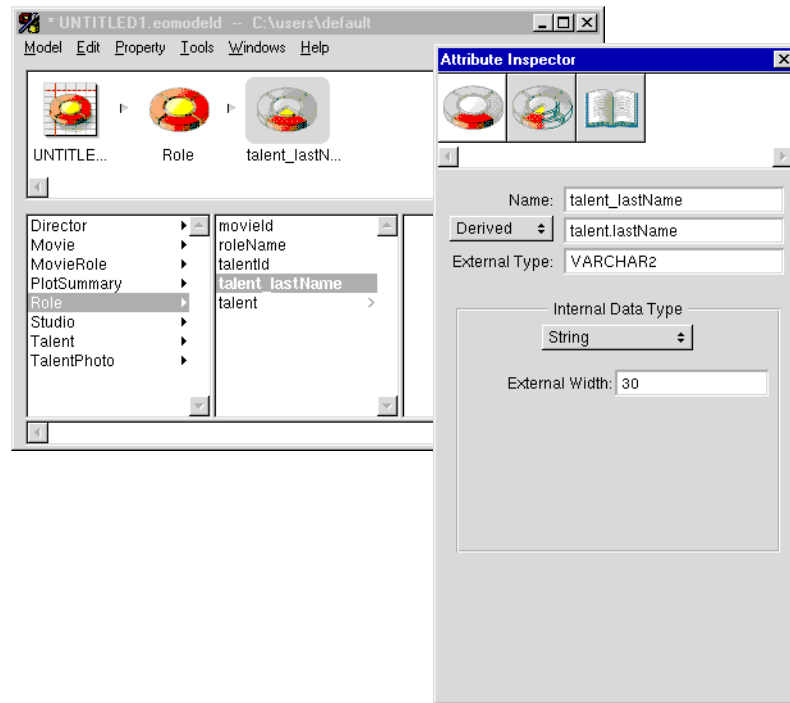 * UNTITLED1.eomodeld -- C:\users\default
Model Edit Property Tools Windows Help
UNTITLE...
Role
talent_lastN...
Director
Movie
MovieRole
PlotSummary
Role
Studio
Talent
TalentPhoto
movieId
roleName
talentId
talent_lastName
talent
Attribute Inspector
Name: talent_lastName
Derived talent.lastName
External Type: VARCHAR2
Internal Data Type
String
External Width: 30